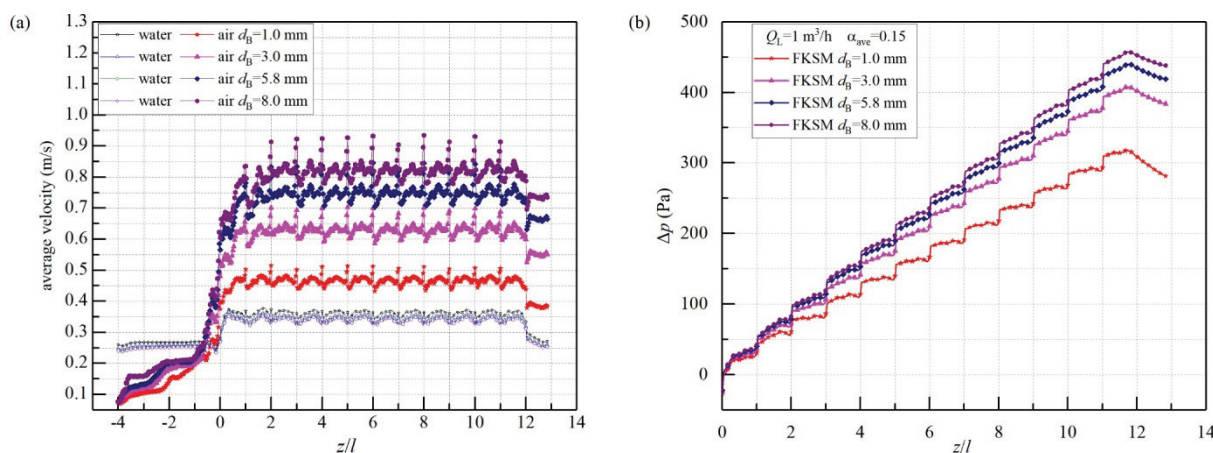 (a)
1.3
1.2
1.1
1.0
0.9
0.8
0.7
0.6
0.5
0.4
0.3
0.2
0.1
average velocity (m/s)
water air dB=1.0 mm
water air dB=3.0 mm
water air dB=5.8 mm
water air dB=8.0 mm
-4 -2 0 2 4 6 8 10 12 14
z/l
(b)
500
400
300
200
100
0
Δp (Pa)
QL=1 m³/h αave=0.15
FKSM dB=1.0 mm
FKSM dB=3.0 mm
FKSM dB=5.8 mm
FKSM dB=8.0 mm
0 2 4 6 8 10 12 14
z/l